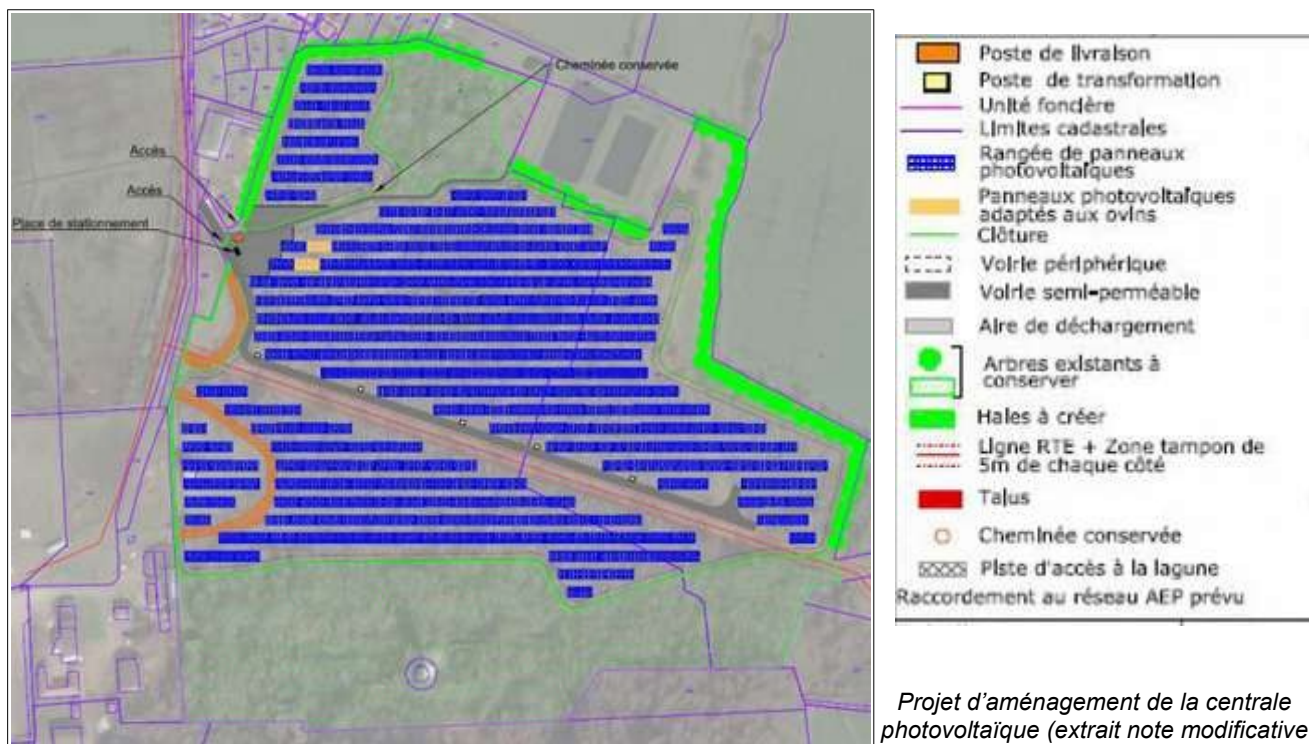 Cheminée conservée
Accès
Accès
Place de stationnement
Poste de livraison
Poste de transformation
Unité foncière
Limites cadastrales
Rangée de panneaux
photovoltaïques
Panneaux photovoltaïques
adaptés aux ovins
Clôture
Voirie périphérique
Voirie semi-perméable
Aire de déchargement
Arbres existants à
conserver
Haies à créer
Ligne RTE + Zone tampon de
5m de chaque côté
Talus
Cheminée conservée
Piste d'accès à la lagune
Raccordement au réseau AEP prévu
Projet d'aménagement de la centrale
photovoltaïque (extrait note modificative